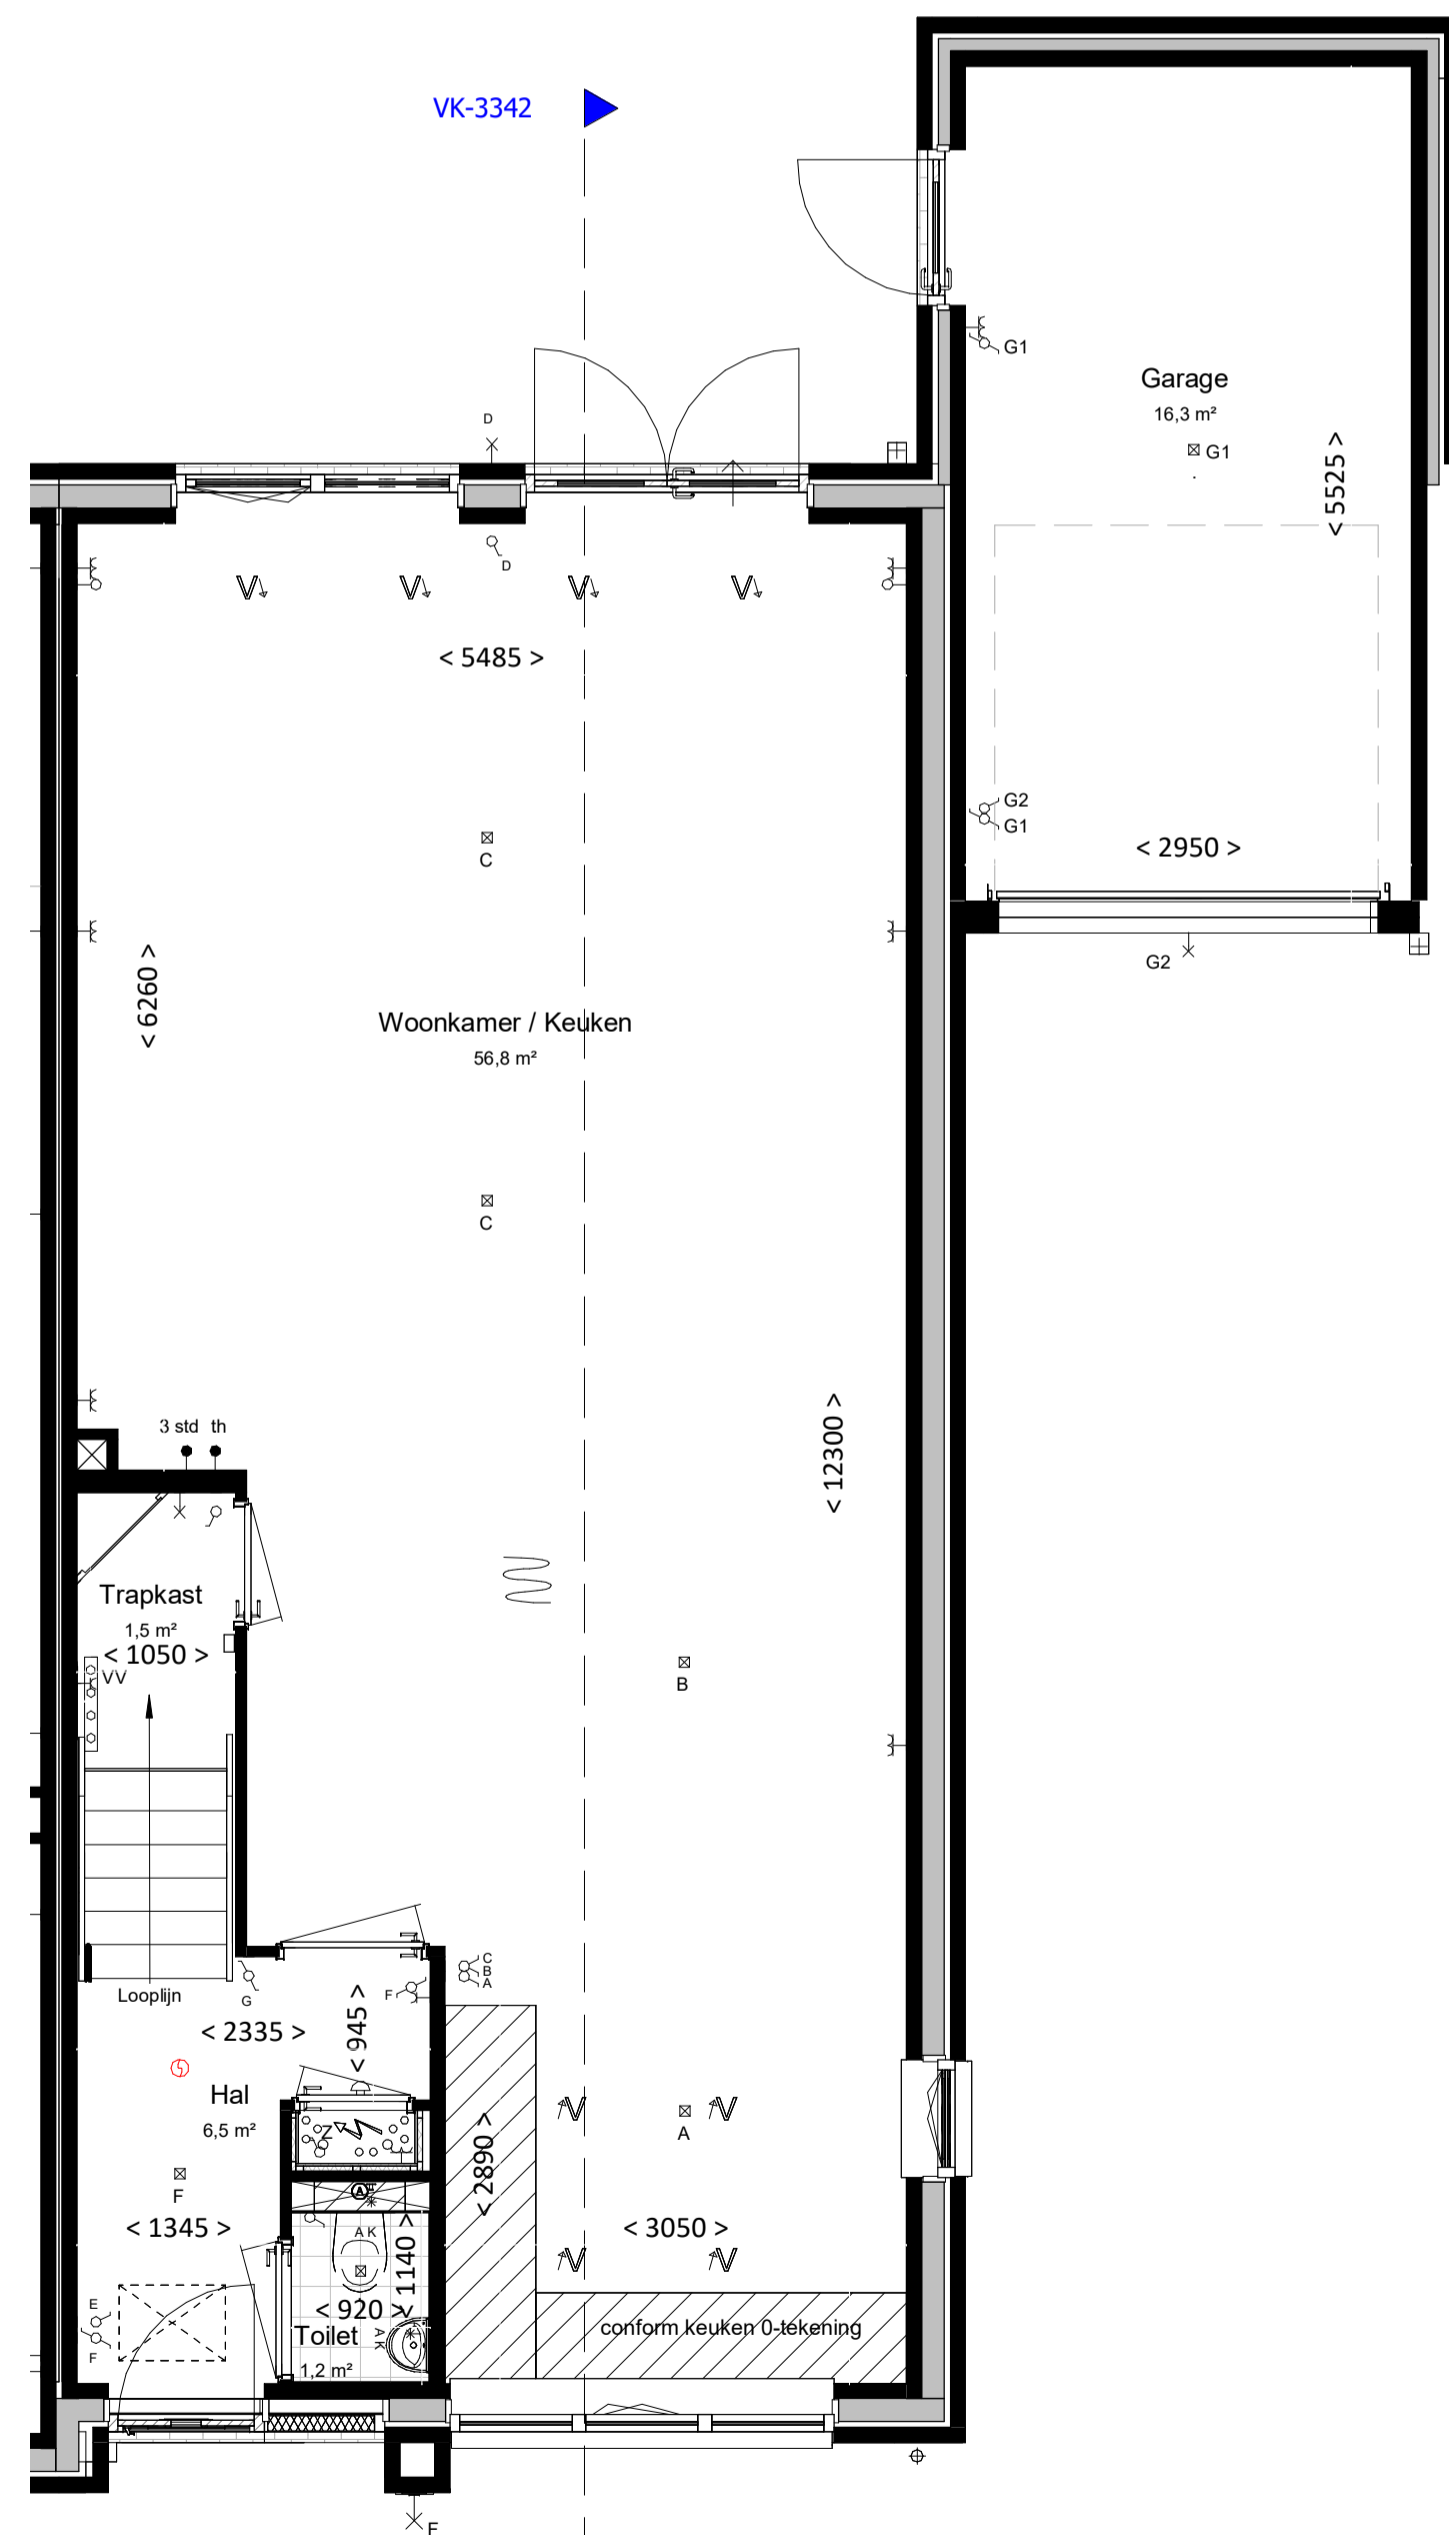 VK-3342
G1
Garage
16,3 m²
G1
< 5525 >
D
D
V
V
V
V
< 5485 >
G2
G1
< 2950 >
C
G2
< 6260 >
Woonkamer / Keuken
56,8 m²
C
< 12300 >
3 std
th
Trapkast
1,5 m²
< 1050 >
VV
B
Looplijn
G
F
C
B
A
< 2335 >
< 945 >
Hal
6,5 m²
Z
V
A
V
< 2890 >
F
A
< 1345 >
A K
< 1140 >
< 3050 >
V
V
E
F
< 920 >
Toilet
A K
1,2 m²
conform keuken 0-tekening
F